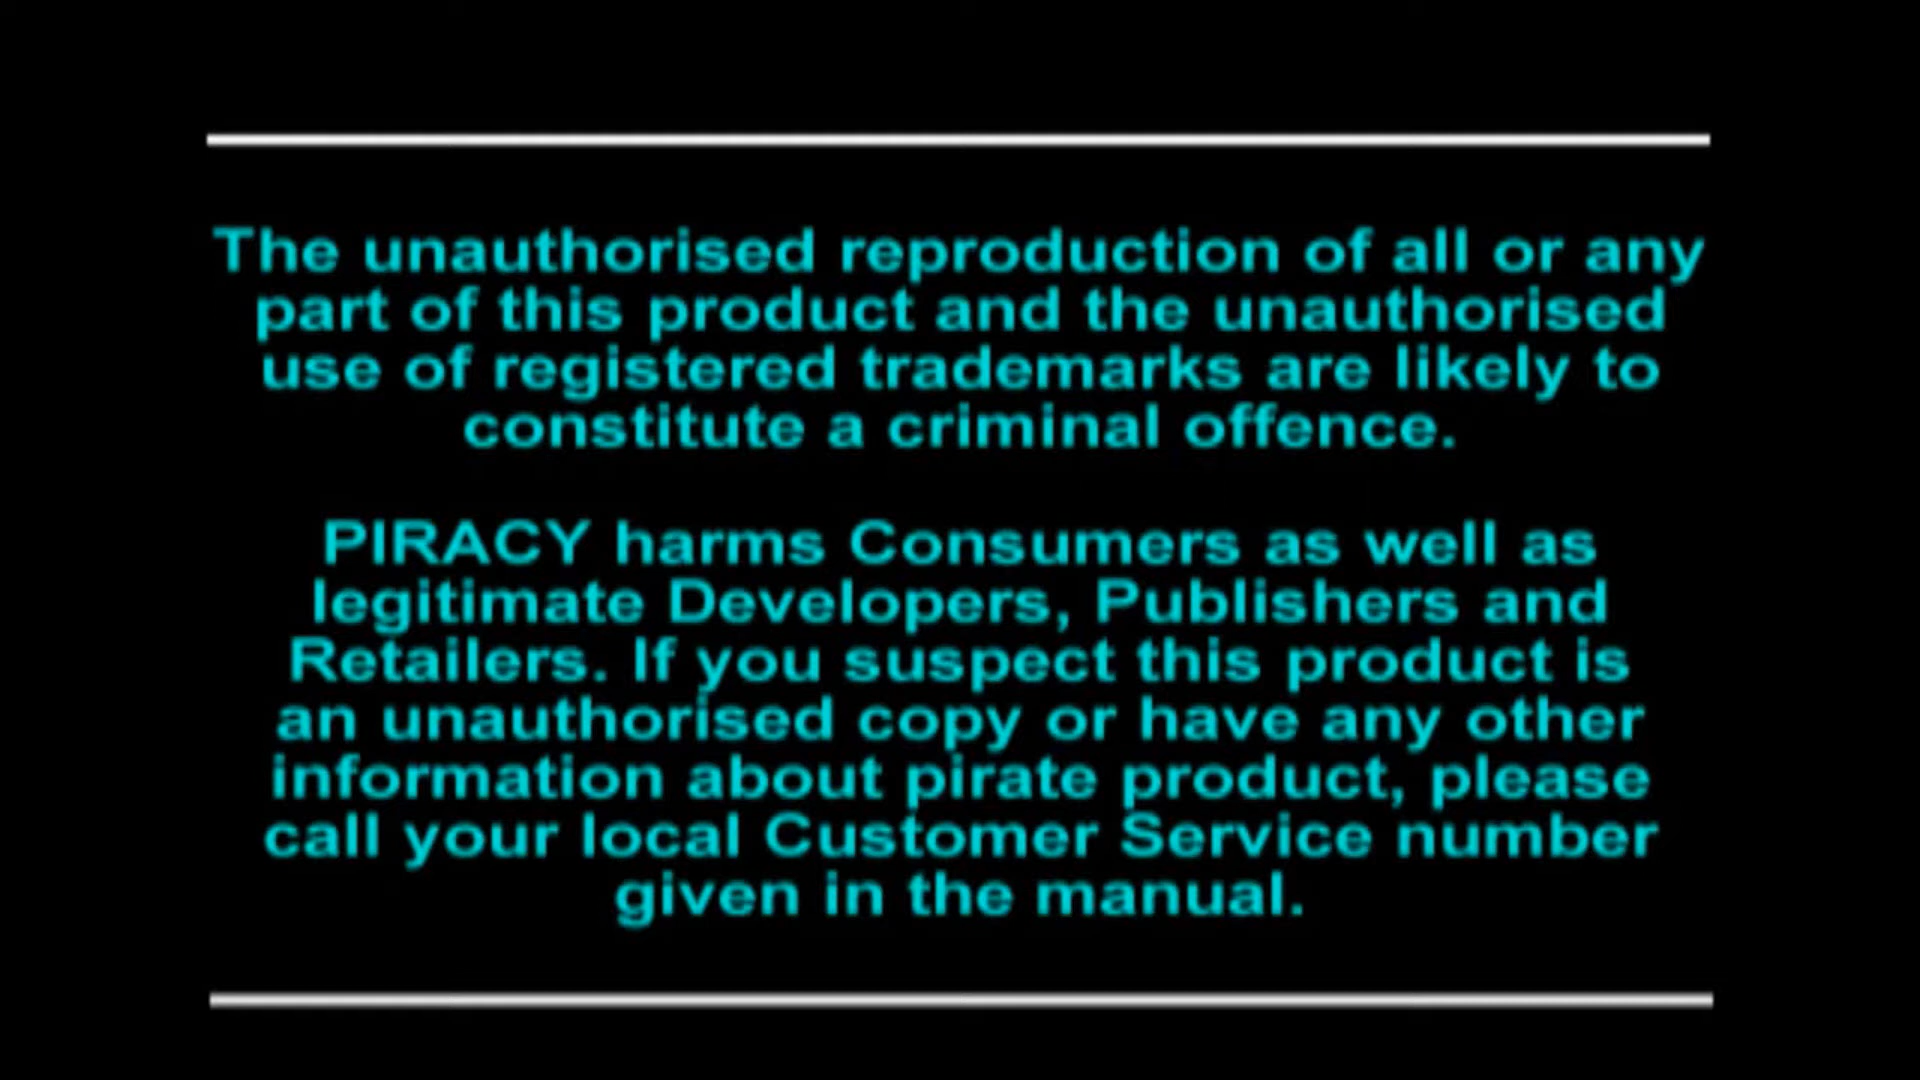 The unauthorised reproduction of all or any
part of this product and the unauthorised
use of registered trademarks are likely to
constitute a criminal offence.
PIRACY harms Consumers as well as
legitimate Developers, Publishers and
Retailers. If you suspect this product is
an unauthorised copy or have any other
information about pirate product, please
call your local Customer Service number
given in the manual.